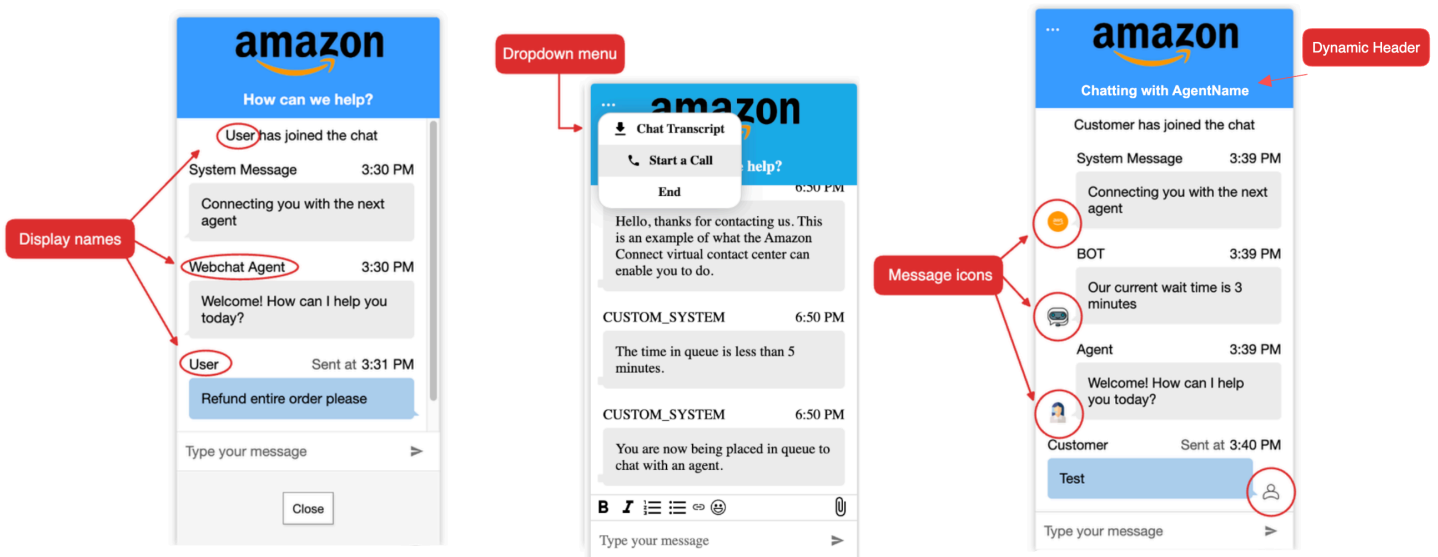 amazon
How can we help?
User has joined the chat
System Message 3:30 PM
Connecting you with the next
agent
Display names
Webchat Agent 3:30 PM
Welcome! How can I help you
today?
User Sent at 3:31 PM
Refund entire order please
Type your message
Close
Dropdown menu
...
amazon
Chat Transcript
Start a Call
help?
End
6:50 PM
Hello, thanks for contacting us. This
is an example of what the Amazon
Connect virtual contact center can
enable you to do.
CUSTOM_SYSTEM 6:50 PM
The time in queue is less than 5
minutes.
CUSTOM_SYSTEM 6:50 PM
You are now being placed in queue to
chat with an agent.
B I
Type your message
...
amazon
Dynamic Header
Chatting with AgentName
Customer has joined the chat
System Message 3:39 PM
Connecting you with the next
agent
BOT 3:39 PM
Message icons
Our current wait time is 3
minutes
Agent 3:39 PM
Welcome! How can I help
you today?
Customer Sent at 3:40 PM
Test
Type your message